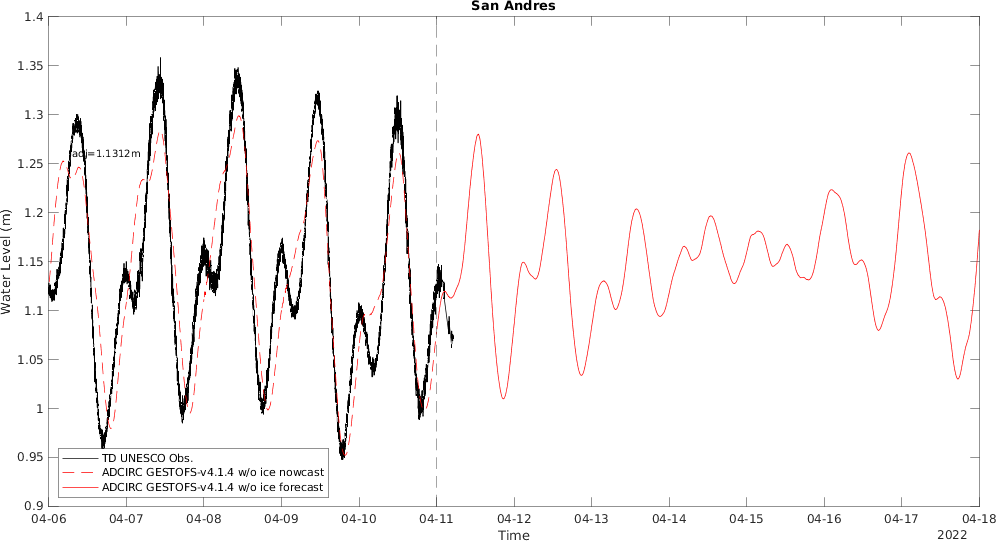 San Andres
1.4
1.35
1.3
1.25
1.2
1.15
1.1
1.05
1
0.95
0.9
Water Level (m)
adj=1.1312m
TD UNESCO Obs.
ADCIRC GESTOFS-v4.1.4 w/o ice nowcast
ADCIRC GESTOFS-v4.1.4 w/o ice forecast
04-06 04-07 04-08 04-09 04-10 04-11 04-12 04-13 04-14 04-15 04-16 04-17 04-18
Time
2022